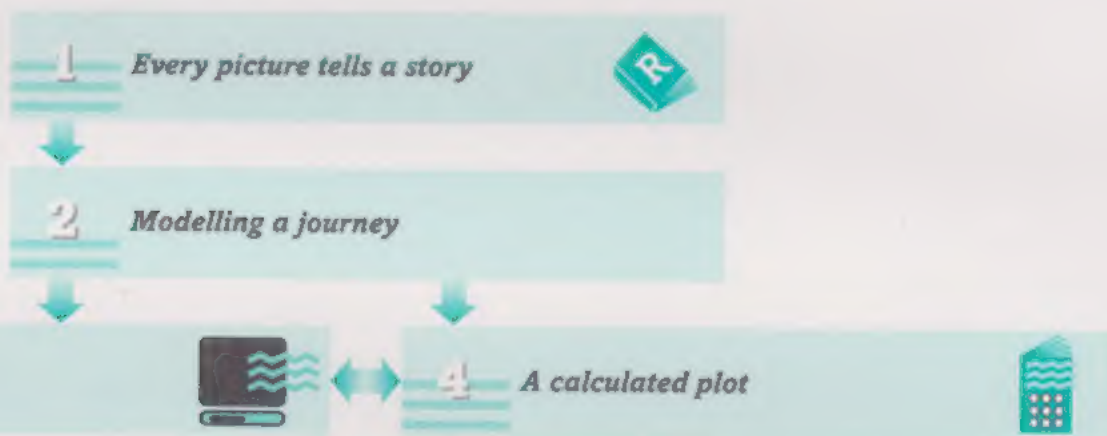 1 Every picture tells a story R
2 Modelling a journey
4 A calculated plot